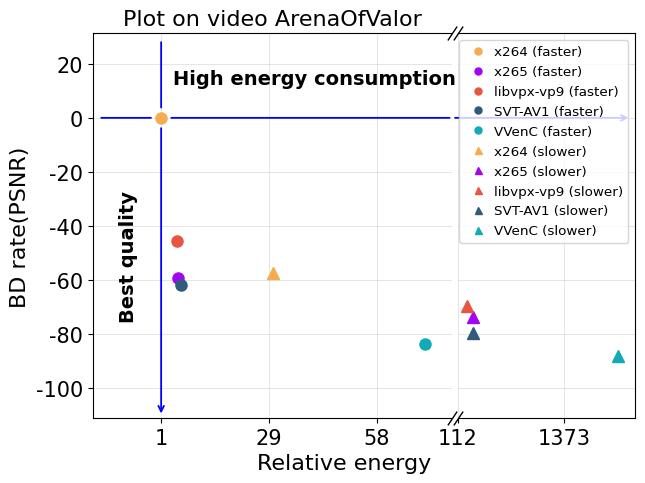 Plot on video ArenaOfValor
20
0
-20
-40
-60
-80
-100
BD rate(PSNR)
High energy consumption
Best quality
x264 (faster)
x265 (faster)
libvpx-vp9 (faster)
SVT-AV1 (faster)
VVenC (faster)
x264 (slower)
x265 (slower)
libvpx-vp9 (slower)
SVT-AV1 (slower)
VVenC (slower)
1 29 58 112 1373
Relative energy